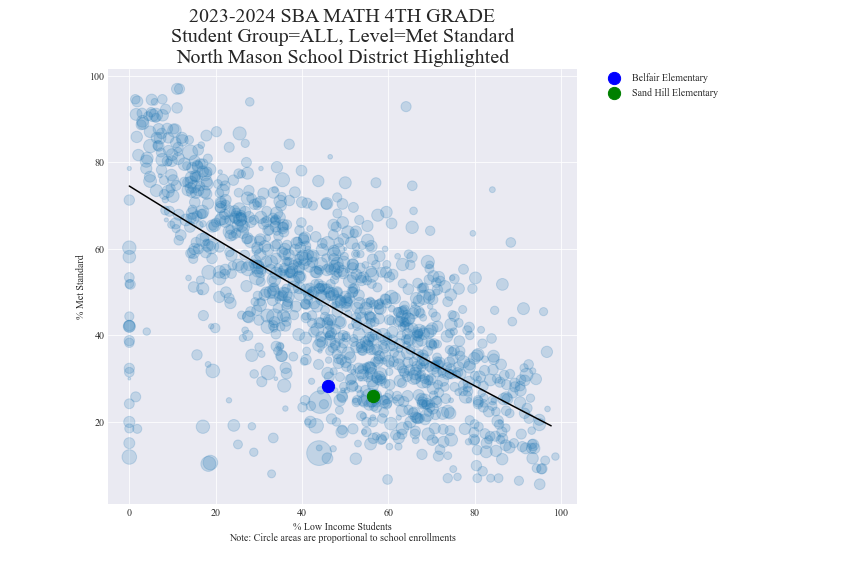 2023-2024 SBA MATH 4TH GRADE
Student Group=ALL, Level=Met Standard
North Mason School District Highlighted
Belfair Elementary
Sand Hill Elementary
100
80
60
40
20
% Met Standard
0 20 40 60 80 100
% Low Income Students
Note: Circle areas are proportional to school enrollments